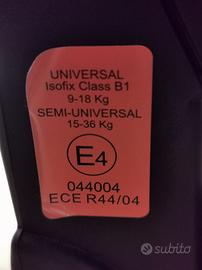 UNIVERSAL
Isofix Class B1
9-18 Kg
SEMI-UNIVERSAL
15-36 Kg
E4
044004
ECE R44/04
subito